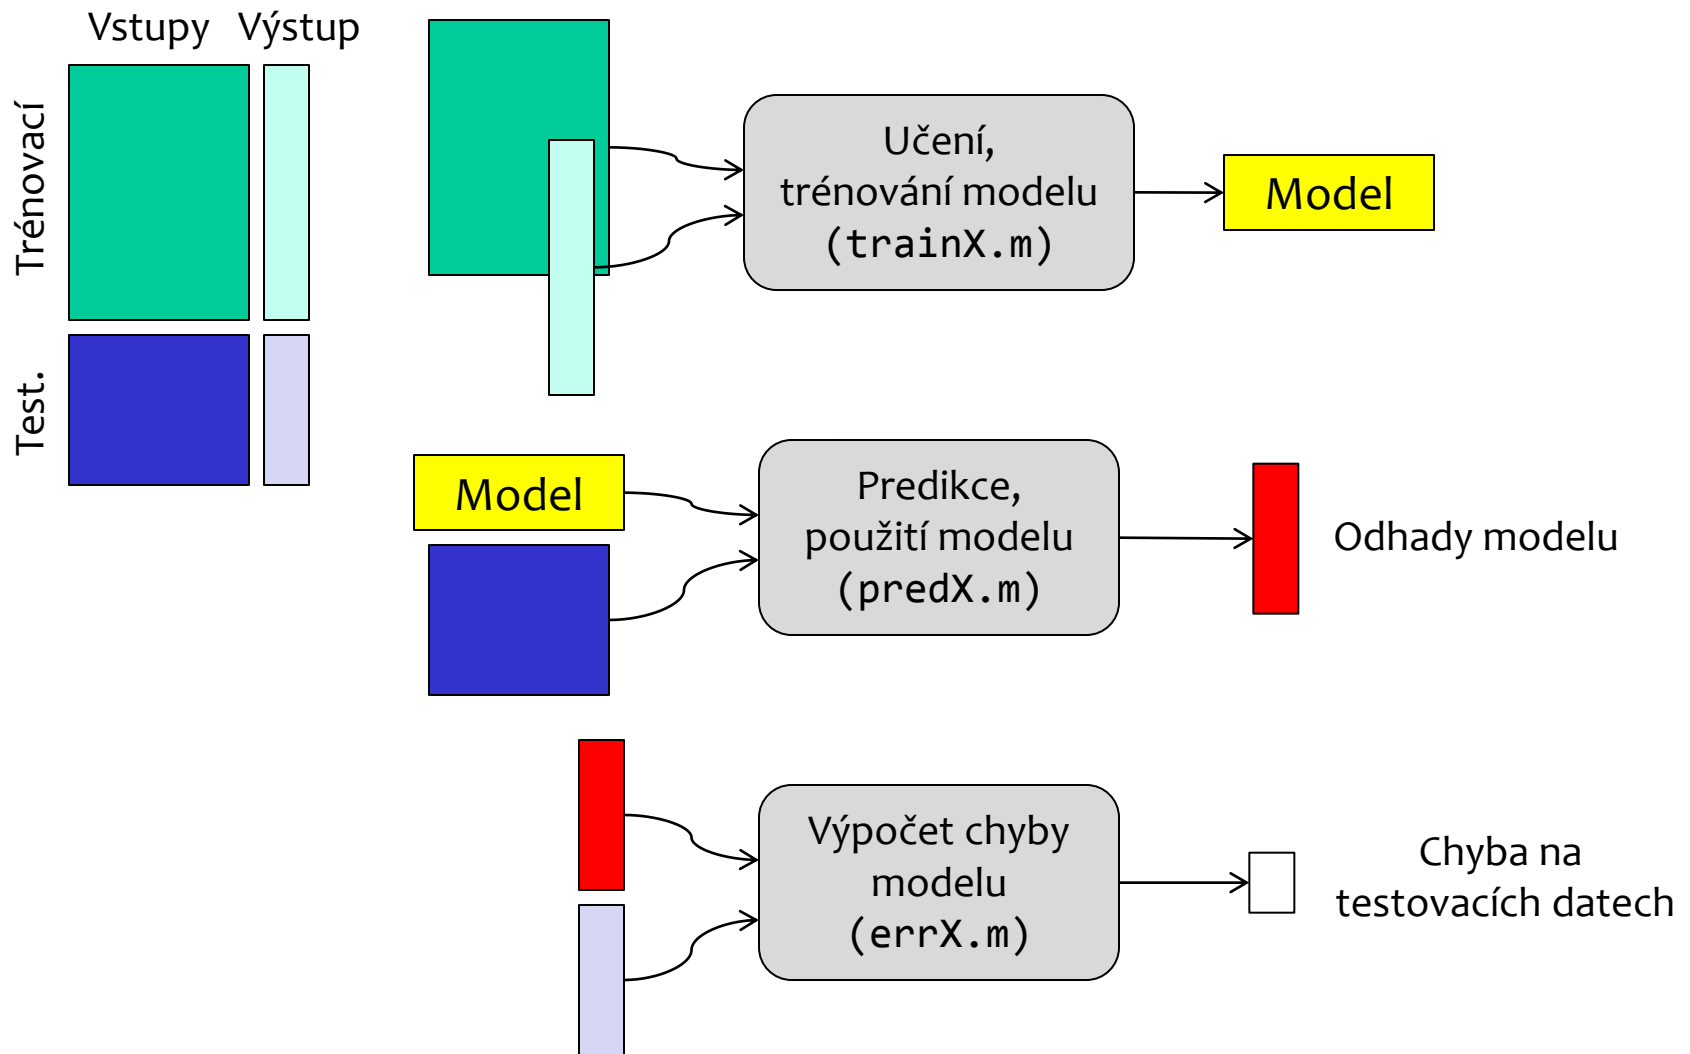 Vstupy Výstup
Trénovací
Test.
Učení,
trénování modelu
(trainX.m)
Model
Model
Predikce,
použití modelu
(predX.m)
Odhady modelu
Výpočet chyby
modelu
(errX.m)
Chyba na
testovacích datech